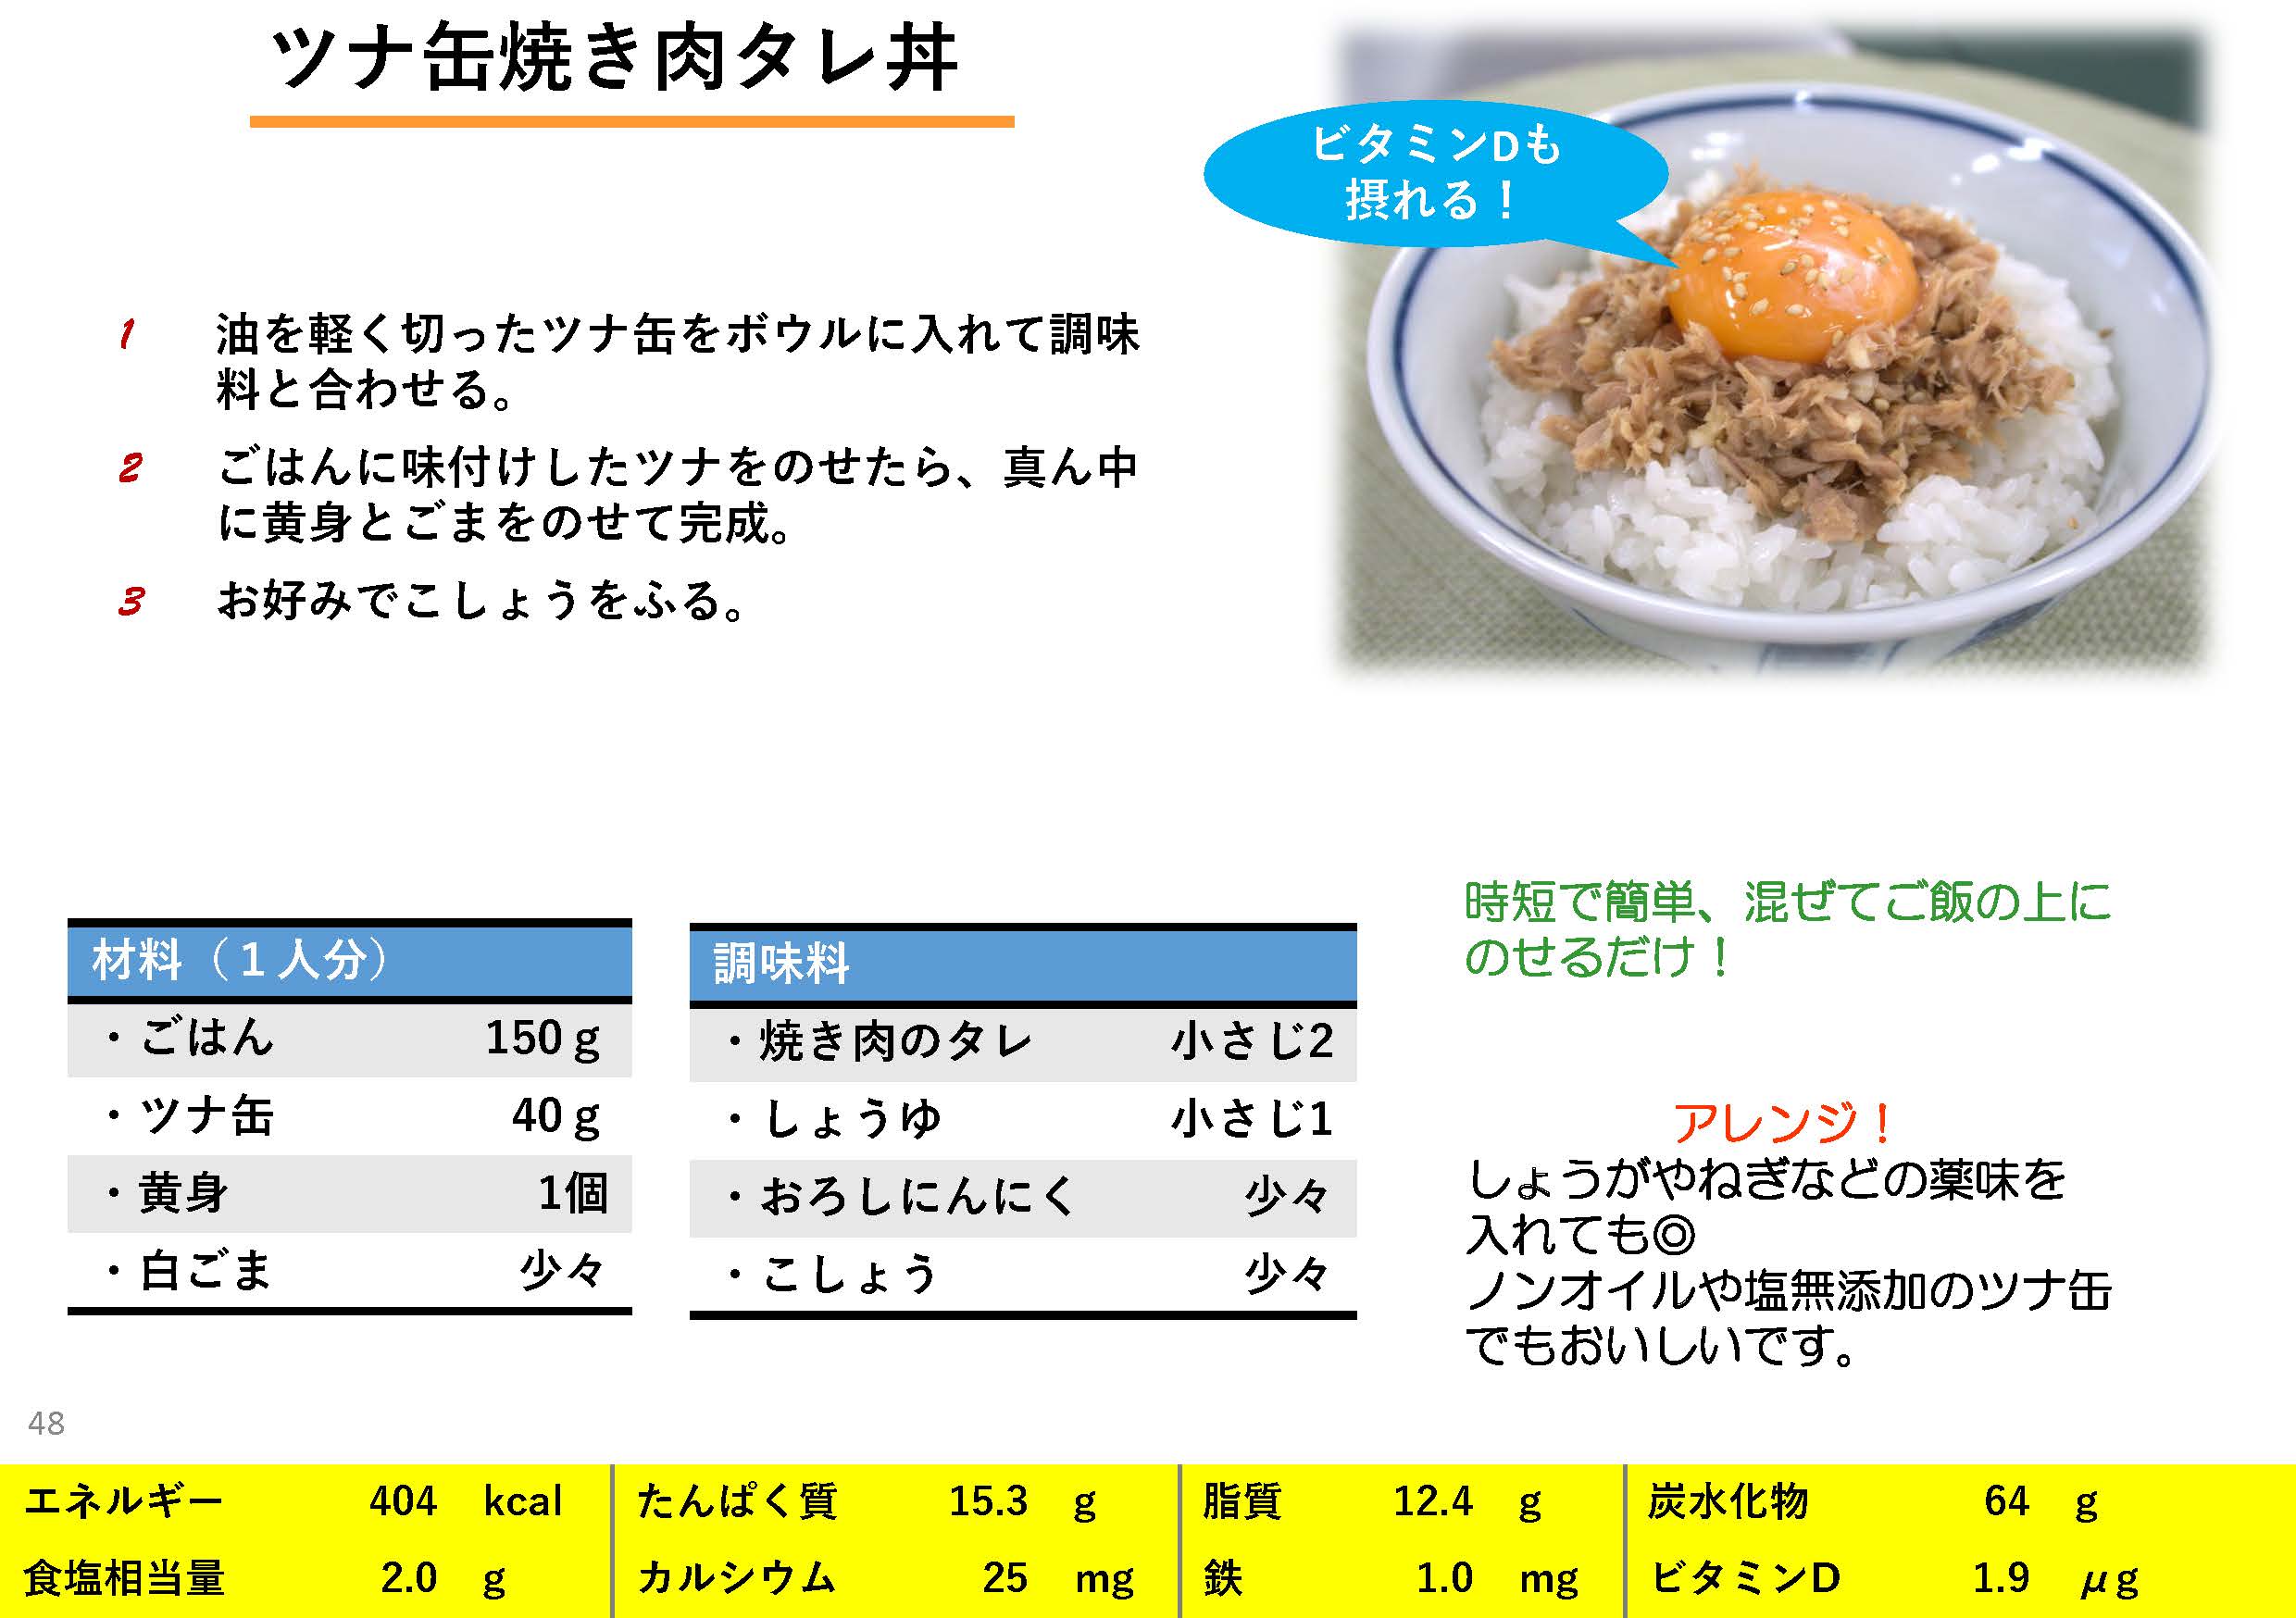 ツナ缶焼き肉タレ丼
ビタミンDも
摂れる！
1 油を軽く切ったツナ缶をボウルに入れて調味
料と合わせる。
2 ごはんに味付けしたツナをのせたら、真ん中
に黄身とごまをのせて完成。
3 お好みでこしょうをふる。
材料（１人分）
・ごはん 150ｇ
・ツナ缶 40ｇ
・黄身 1個
・白ごま 少々
調味料
・焼き肉のタレ 小さじ2
・しょうゆ 小さじ1
・おろしにんにく 少々
・こしょう 少々
時短で簡単、混ぜてご飯の上に
のせるだけ！
アレンジ！
しょうがやねぎなどの薬味を
入れても◎
ノンオイルや塩無添加のツナ缶
でもおいしいです。
48
エネルギー 404 kcal たんぱく質 15.3 g 脂質 12.4 g 炭水化物 64 g
食塩相当量 2.0 g カルシウム 25 mg 鉄 1.0 mg ビタミンD 1.9 μg